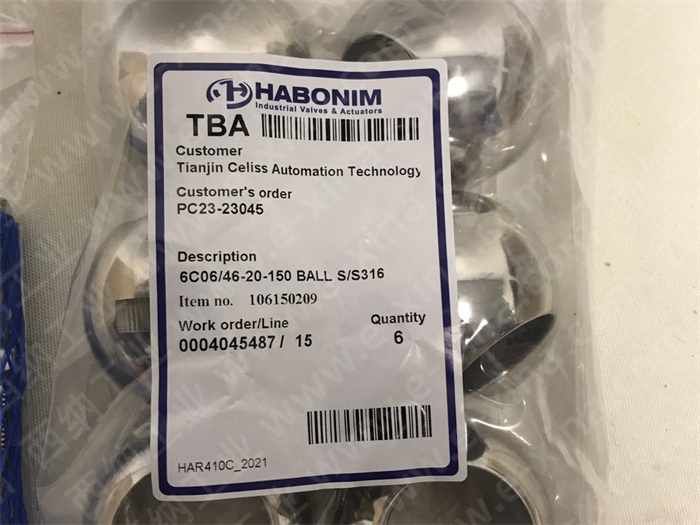 HABONIM
Industrial Valves & Actuators
TBA
Customer
Tianjin Celiss Automation Technology
Customer's order
PC23-23045
Description
6C06/46-20-150 BALL S/S316
Item no. 106150209
Work order/Line Quantity
0004045487 / 15 6
HAR410C_2021